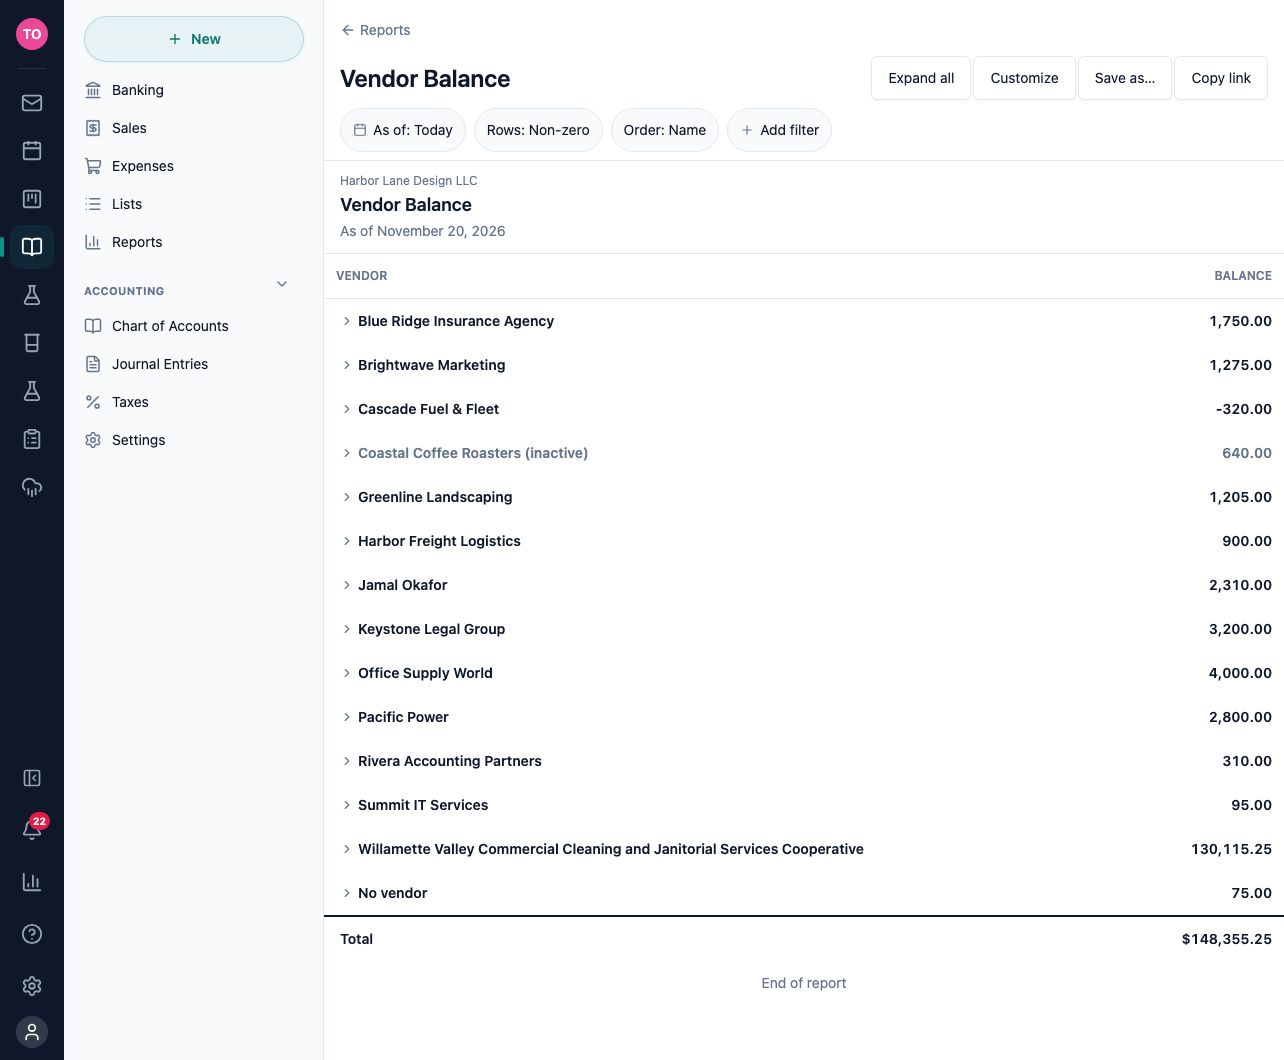 TO
22
+ New
Banking
Sales
Expenses
Lists
Reports
ACCOUNTING
Chart of Accounts
Journal Entries
Taxes
Settings
← Reports
Vendor Balance
Expand all
Customize
Save as...
Copy link
As of: Today
Rows: Non-zero
Order: Name
+ Add filter
Harbor Lane Design LLC
Vendor Balance
As of November 20, 2026
VENDOR BALANCE
Blue Ridge Insurance Agency 1,750.00
Brightwave Marketing 1,275.00
Cascade Fuel & Fleet -320.00
Coastal Coffee Roasters (inactive) 640.00
Greenline Landscaping 1,205.00
Harbor Freight Logistics 900.00
Jamal Okafor 2,310.00
Keystone Legal Group 3,200.00
Office Supply World 4,000.00
Pacific Power 2,800.00
Rivera Accounting Partners 310.00
Summit IT Services 95.00
Willamette Valley Commercial Cleaning and Janitorial Services Cooperative 130,115.25
No vendor 75.00
Total $148,355.25
End of report